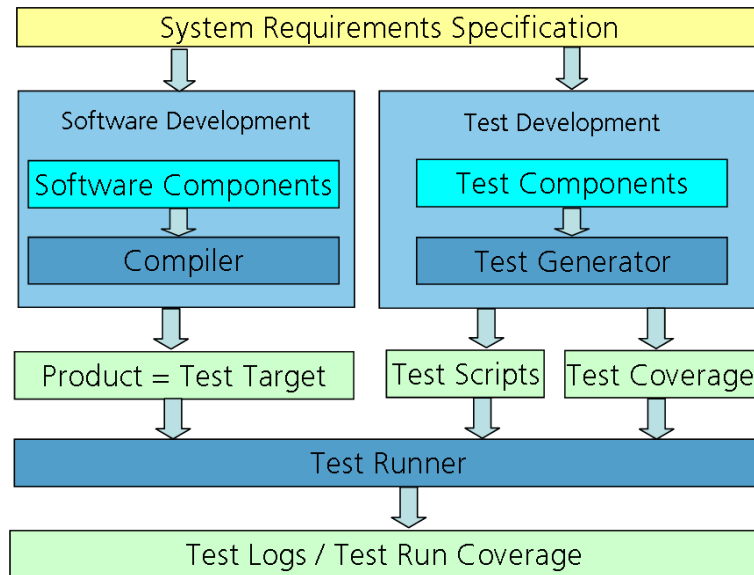 System Requirements Specification
Software Development
Test Development
Software Components
Test Components
Compiler
Test Generator
Product = Test Target
Test Scripts
Test Coverage
Test Runner
Test Logs / Test Run Coverage